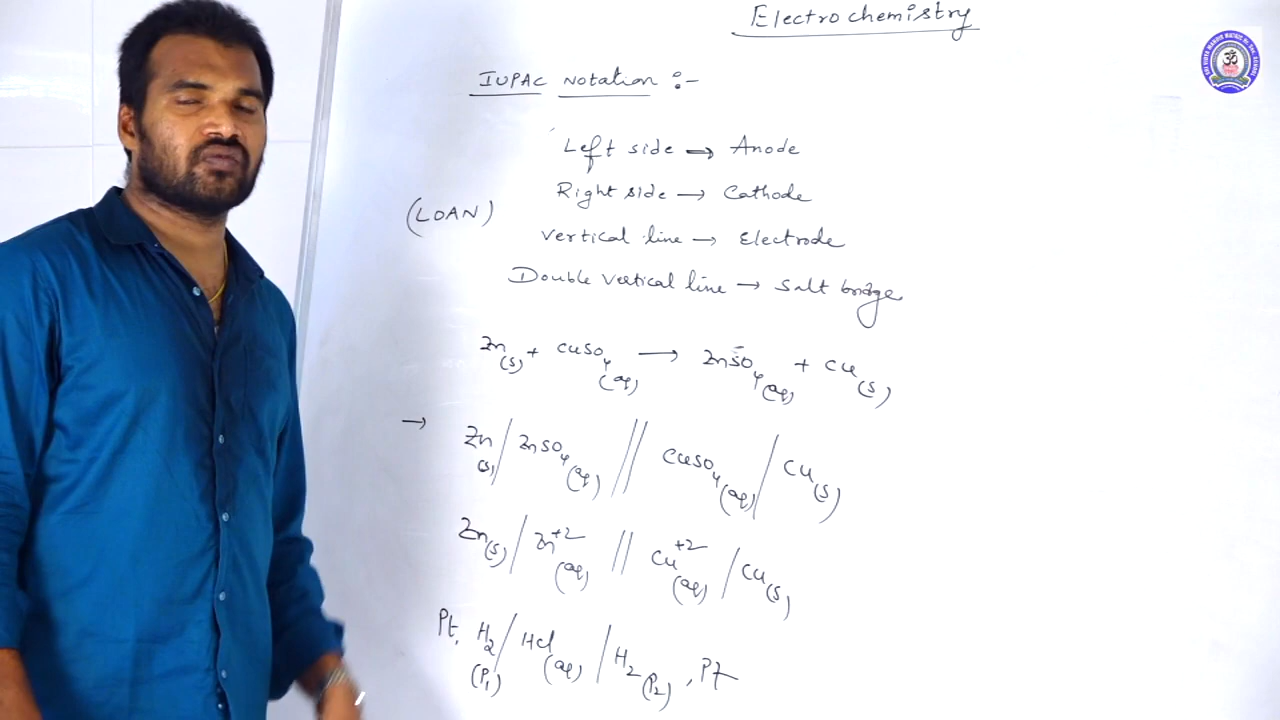 Electrochemistry
IUPAC Notation :-
Left side → Anode
Right side → Cathode
(LOAN)
Vertical line → Electrode
Double vertical line → Salt bridge
Zn(s) + CuSO4(aq) → ZnSO4(aq) + Cu(s)
→ Zn(s) / ZnSO4(aq) // CuSO4(aq) / Cu(s)
Zn(s) / Zn+2(aq) // Cu+2(aq) / Cu(s)
Pt, H2(P1) / HCl(aq) / H2(P2), Pt